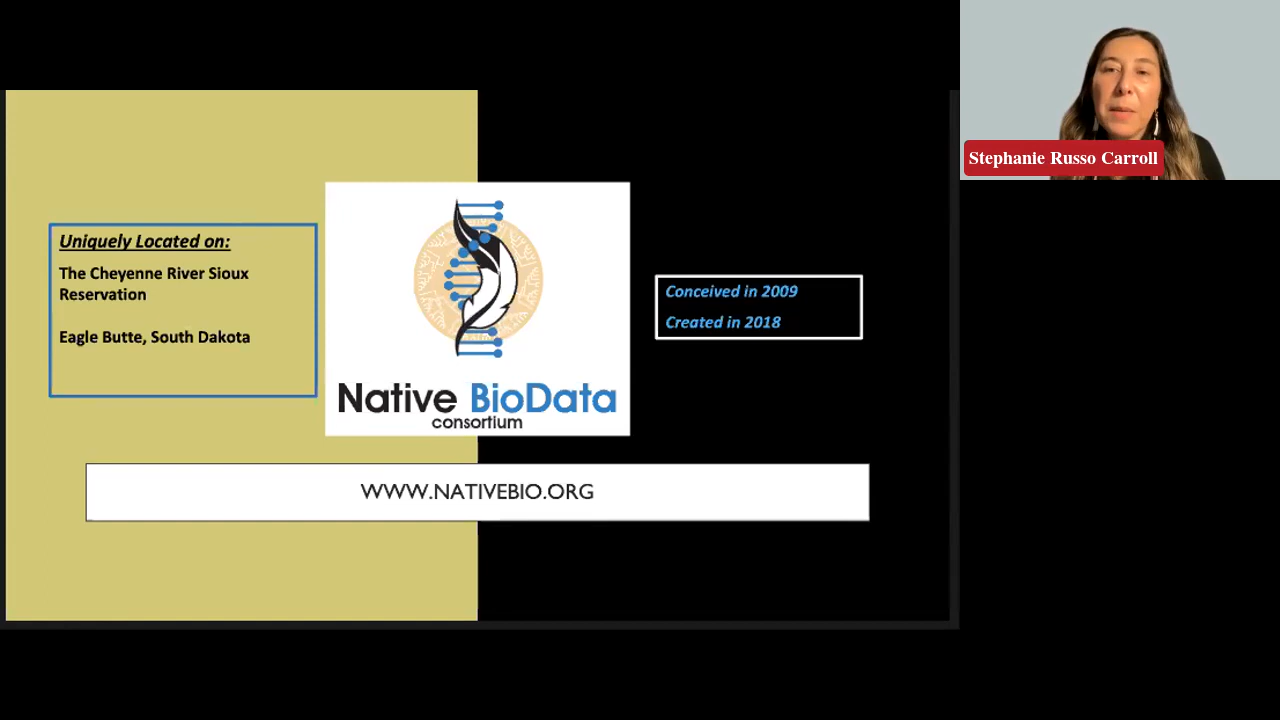 Stephanie Russo Carroll
Uniquely Located on:
The Cheyenne River Sioux
Reservation
Eagle Butte, South Dakota
Native BioData
consortium
Conceived in 2009
Created in 2018
WWW.NATIVEBIO.ORG